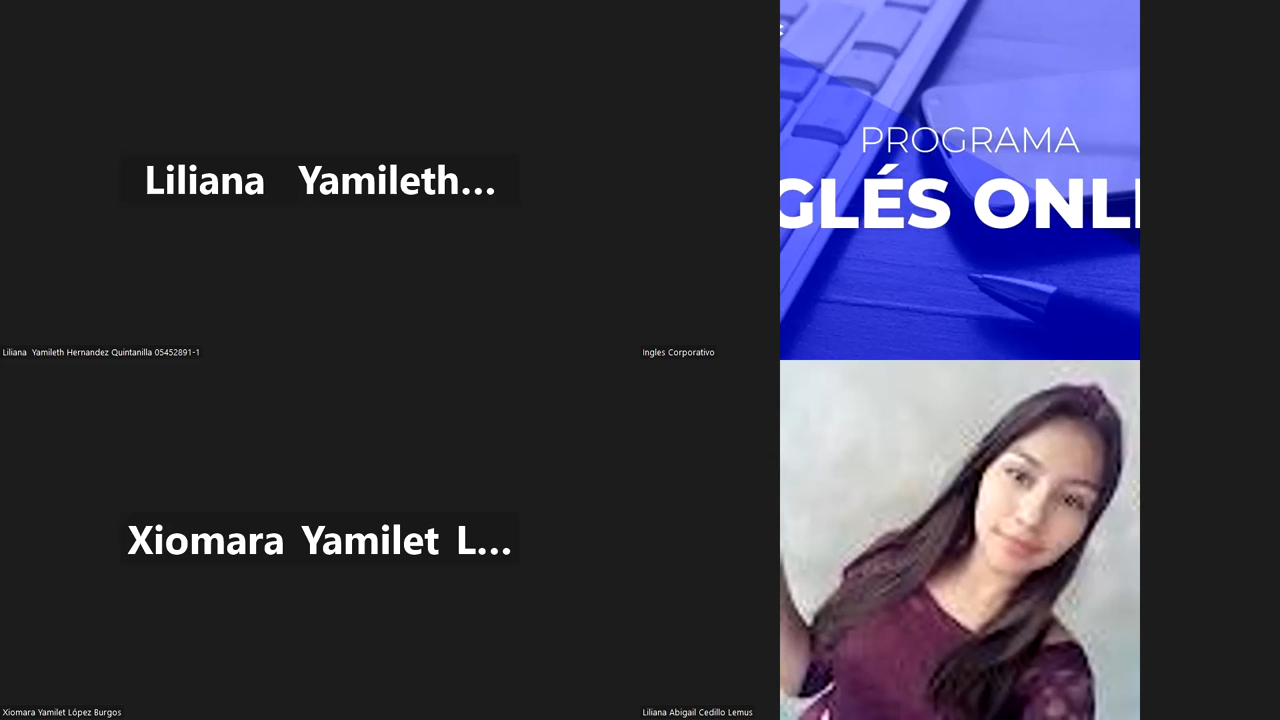 Liliana Yamileth...
Liliana Yamileth Hernandez Quintanilla 05452891-1
PROGRAMA
GLÉS ONLI
Ingles Corporativo
Xiomara Yamilet L...
Xiomara Yamilet López Burgos
Liliana Abigail Cedillo Lemus